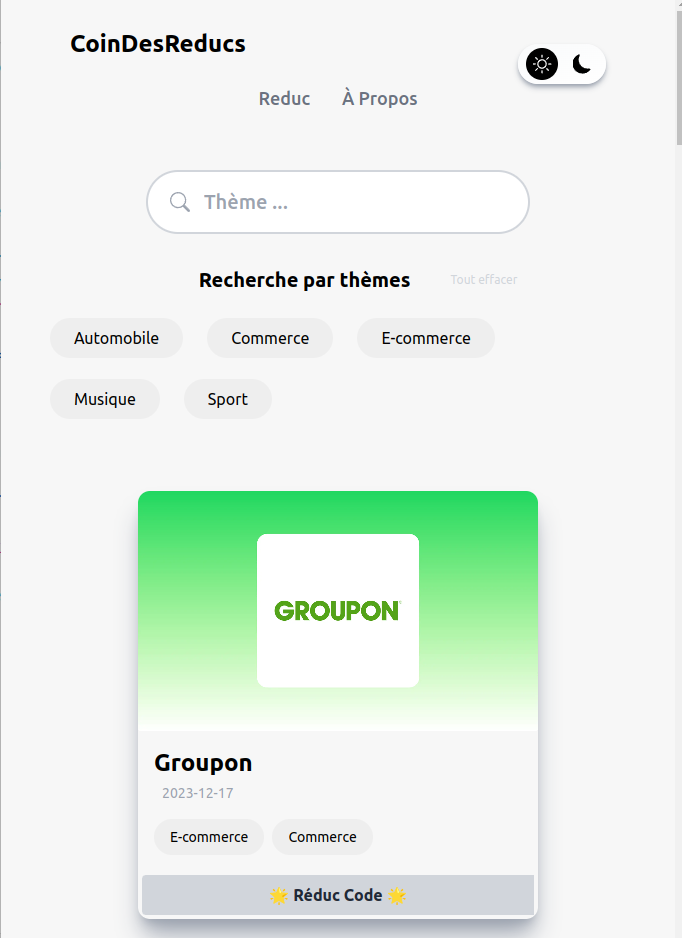 CoinDesReducs
Reduc À Propos
Thème ...
Recherche par thèmes Tout effacer
Automobile Commerce E-commerce
Musique Sport
GROUPON
Groupon
2023-12-17
E-commerce Commerce
🌟 Réduc Code 🌟